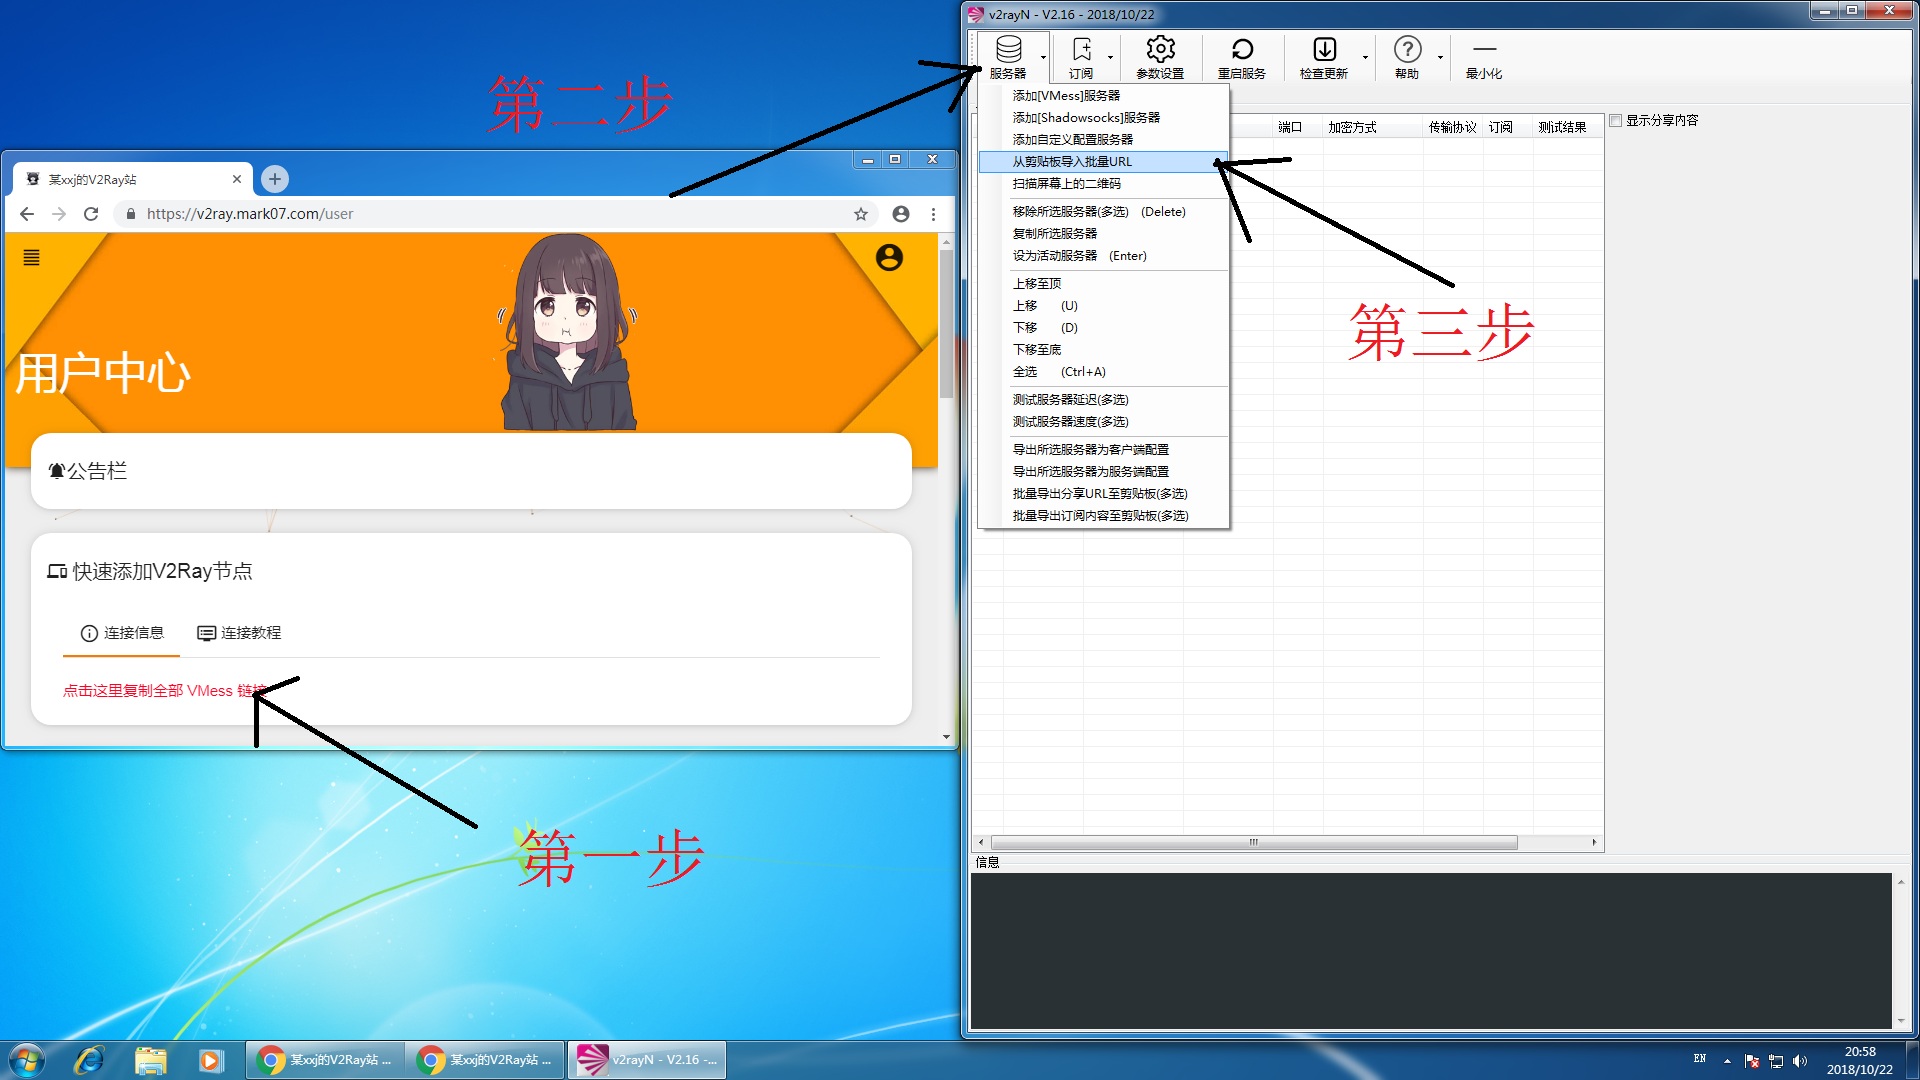 第二步
某xxj的V2Ray站
https://v2ray.mark07.com/user
用户中心
公告栏
快速添加V2Ray节点
连接信息
连接教程
点击这里复制全部 VMess 链接
第一步
v2rayN - V2.16 - 2018/10/22
服务器
订阅
参数设置
重启服务
检查更新
帮助
最小化
添加[VMess]服务器
添加[Shadowsocks]服务器
添加自定义配置服务器
从剪贴板导入批量URL
扫描屏幕上的二维码
移除所选服务器(多选) (Delete)
复制所选服务器
设为活动服务器 (Enter)
上移至顶
上移 (U)
下移 (D)
下移至底
全选 (Ctrl+A)
测试服务器延迟(多选)
测试服务器速度(多选)
导出所选服务器为客户端配置
导出所选服务器为服务端配置
批量导出分享URL至剪贴板(多选)
批量导出订阅内容至剪贴板(多选)
端口 加密方式 传输协议 订阅 测试结果
显示分享内容
第三步
信息
某xxj的V2Ray站 ...
某xxj的V2Ray站 ...
v2rayN - V2.16 -...
EN
20:58
2018/10/22